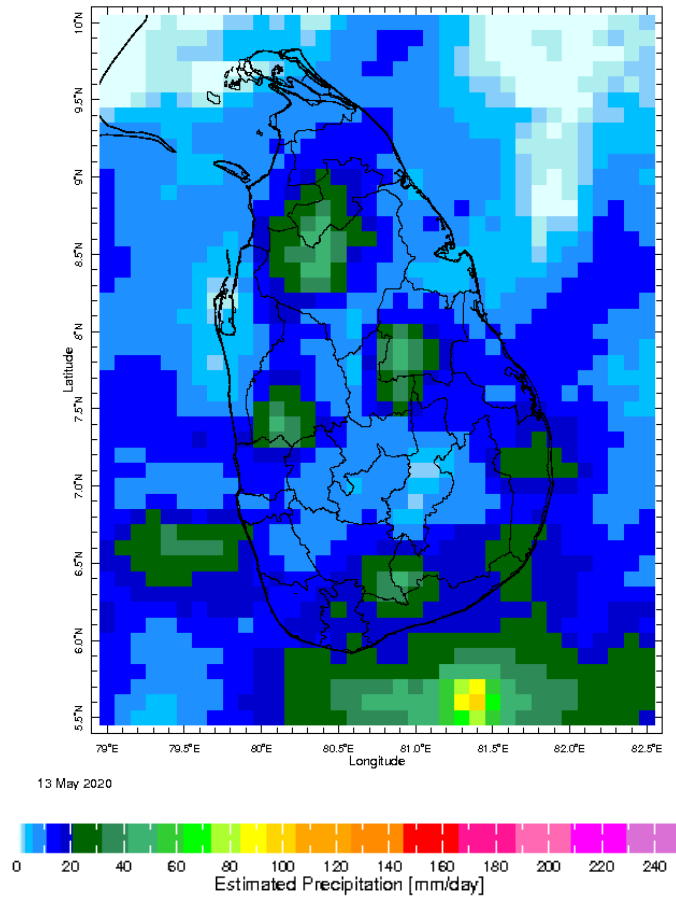 10°N
9.5°N
9°N
8.5°N
8°N
7.5°N
7.0°N
6.5°N
6.0°N
5.5°N
Latitude
79°E 79.5°E 80°E 80.5°E 81.0°E 81.5°E 82.0°E 82.5°E
Longitude
13 May 2020
0 20 40 60 80 100 120 140 160 180 200 220 240
Estimated Precipitation [mm/day]